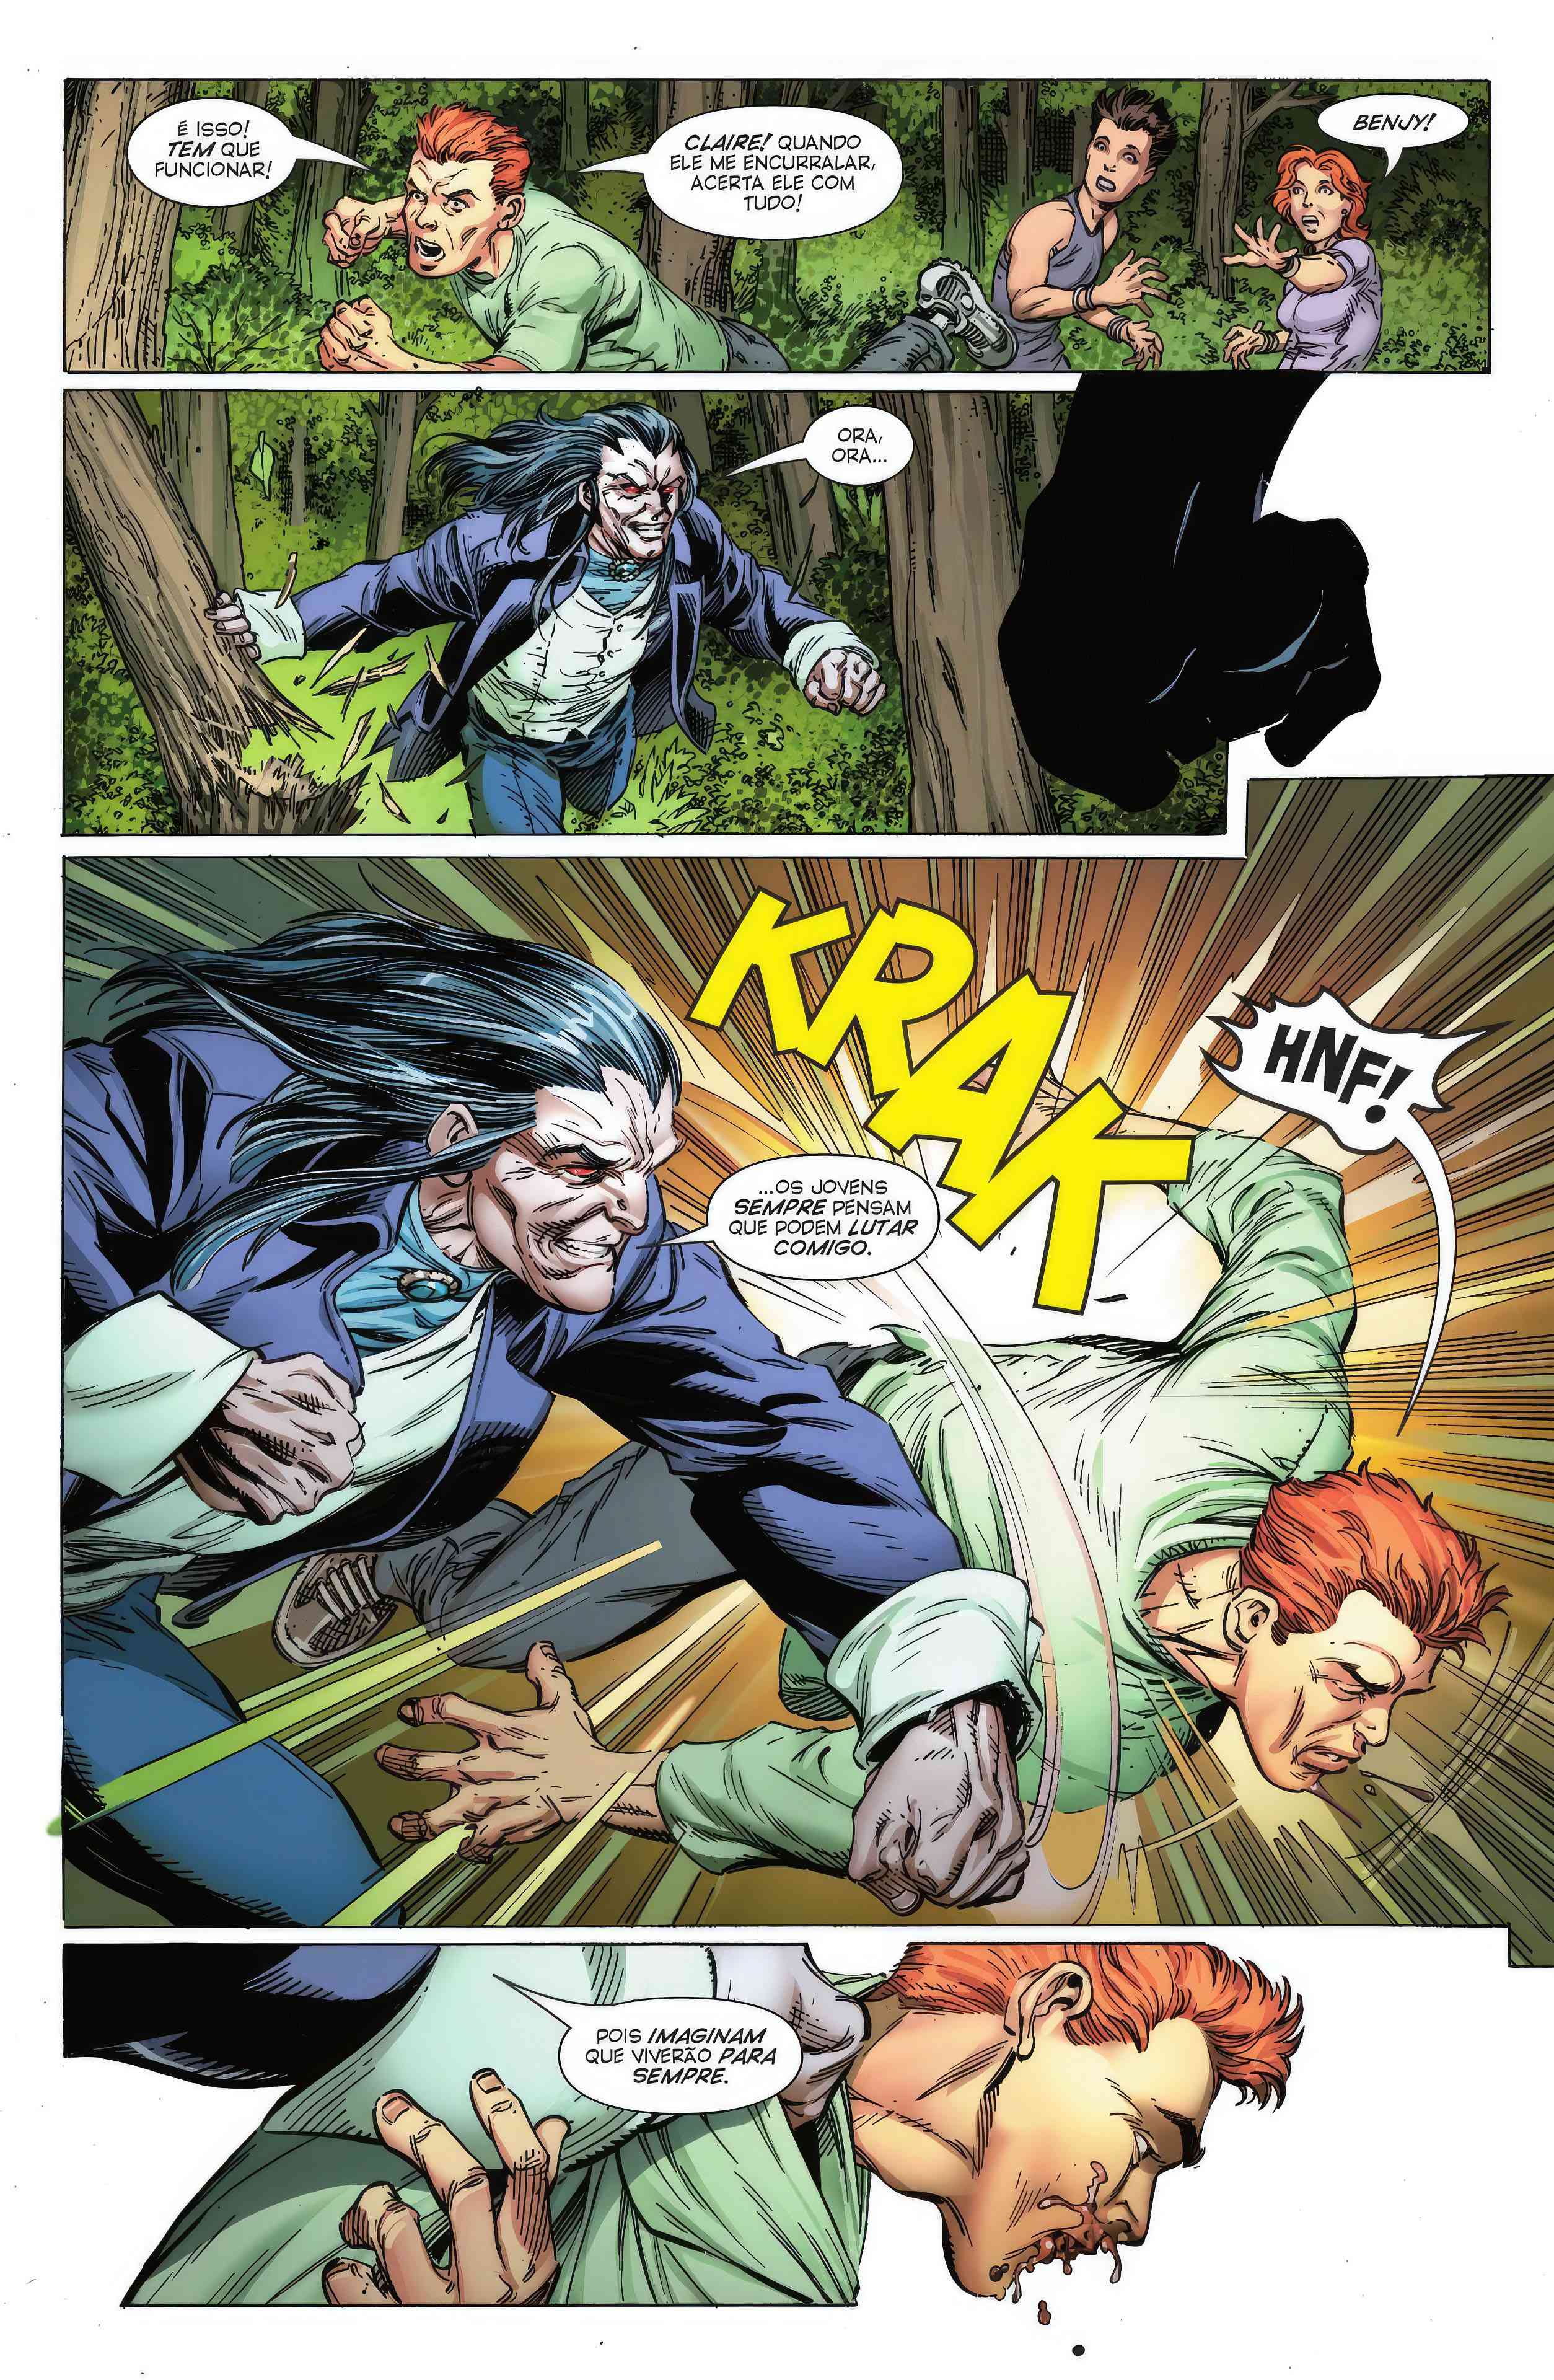 É ISSO!
TEM QUE
FUNCIONAR!
CLAIRE! QUANDO
ELE ME ENCURRALAR,
ACERTA ELE COM
TUDO!
BENJY!
ORA,
ORA...
KRAK
HNF!
...OS JOVENS
SEMPRE PENSAM
QUE PODEM LUTAR
COMIGO.
POIS IMAGINAM
QUE VIVERÃO PARA
SEMPRE.